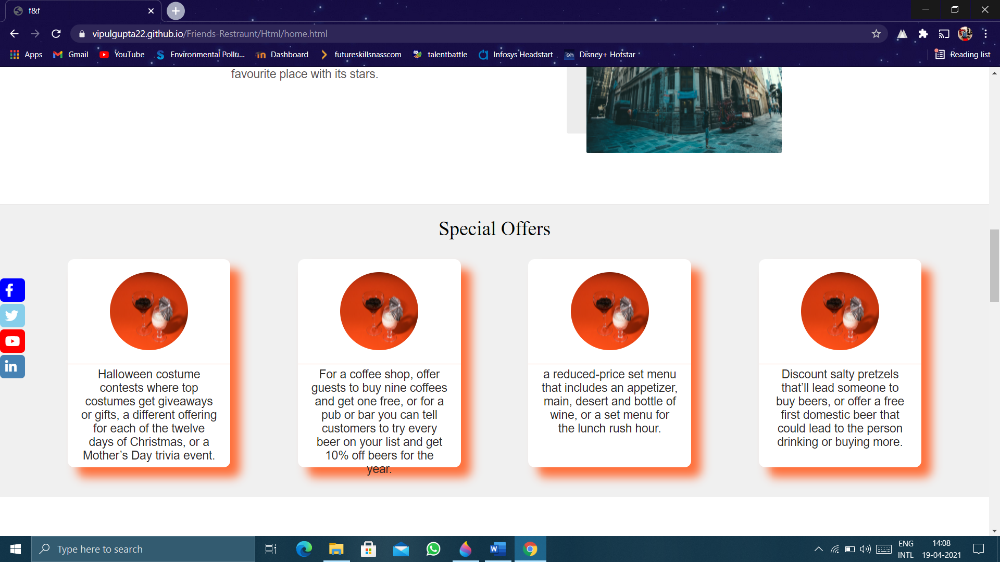 f&f
vipulgupta22.github.io/Friends-Restraunt/Html/home.html
Apps Gmail YouTube Environmental Pollu... Dashboard futureskillsnasscom talentbattle Infosys Headstart Disney+ Hotstar Reading list
favourite place with its stars.
Special Offers
Halloween costume
contests where top
costumes get giveaways
or gifts, a different offering
for each of the twelve
days of Christmas, or a
Mother’s Day trivia event.
For a coffee shop, offer
guests to buy nine coffees
and get one free, or for a
pub or bar you can tell
customers to try every
beer on your list and get
10% off beers for the
year.
a reduced-price set menu
that includes an appetizer,
main, desert and bottle of
wine, or a set menu for
the lunch rush hour.
Discount salty pretzels
that’ll lead someone to
buy beers, or offer a free
first domestic beer that
could lead to the person
drinking or buying more.
Type here to search
ENG
INTL
14:08
19-04-2021